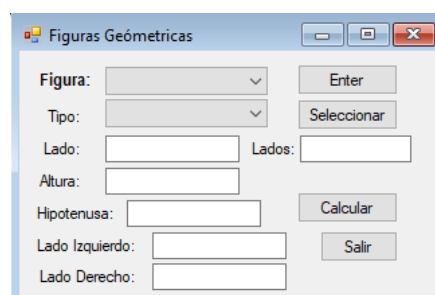 Figuras Geómetricas
Figura: Enter
Tipo: Seleccionar
Lado: Lados:
Altura:
Hipotenusa: Calcular
Lado Izquierdo: Salir
Lado Derecho: